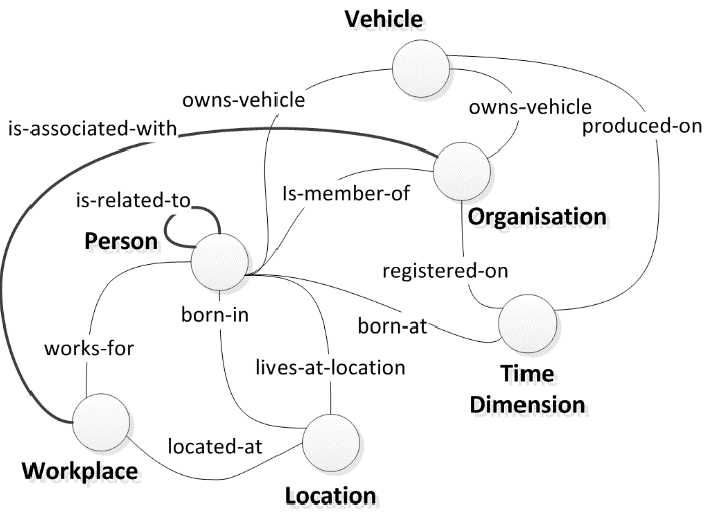 Vehicle
owns-vehicle
owns-vehicle
is-associated-with
produced-on
is-related-to
Is-member-of
Person
Organisation
registered-on
born-in
born-at
works-for
lives-at-location
Time
Dimension
located-at
Workplace
Location